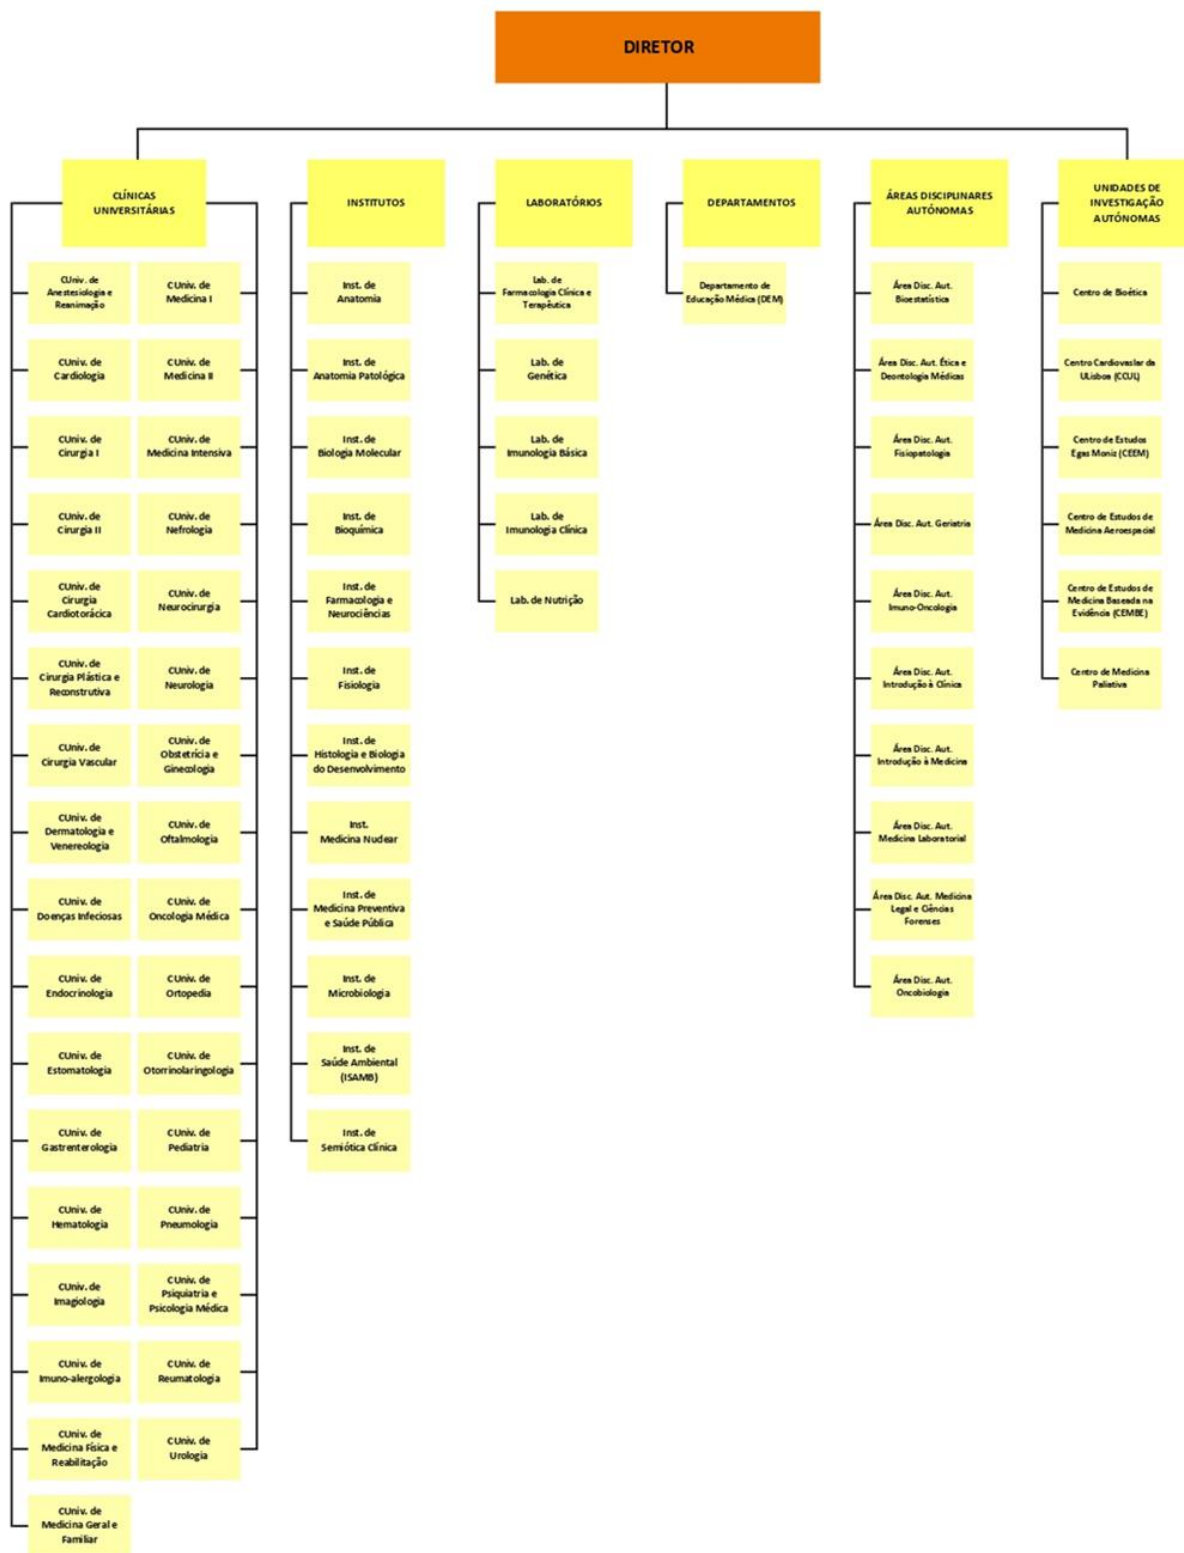 DIRETOR
CLÍNICAS
UNIVERSITÁRIAS
CUniv. de
Anestesiologia e
Reanimação
CUniv. de
Cardiologia
CUniv. de
Cirurgia I
CUniv. de
Cirurgia II
CUniv. de
Cirurgia
Cardiotorácica
CUniv. de
Cirurgia Plástica e
Reconstrutiva
CUniv. de
Cirurgia Vascular
CUniv. de
Dermatologia e
Venereologia
CUniv. de
Doenças Infeciosas
CUniv. de
Endocrinologia
CUniv. de
Estomatologia
CUniv. de
Gastrenterologia
CUniv. de
Hematologia
CUniv. de
Imagiologia
CUniv. de
Imuno-alergologia
CUniv. de
Medicina Física e
Reabilitação
CUniv. de
Medicina Geral e
Familiar
CUniv. de
Medicina I
CUniv. de
Medicina II
CUniv. de
Medicina Intensiva
CUniv. de
Nefrologia
CUniv. de
Neurocirurgia
CUniv. de
Neurologia
CUniv. de
Obstetrícia e
Ginecologia
CUniv. de
Oftalmologia
CUniv. de
Oncologia Médica
CUniv. de
Ortopedia
CUniv. de
Otorrinolaringologia
CUniv. de
Pediatria
CUniv. de
Pneumologia
CUniv. de
Psiquiatria e
Psicologia Médica
CUniv. de
Reumatologia
CUniv. de
Urologia
INSTITUTOS
Inst. de
Anatomia
Inst. de
Anatomia Patológica
Inst. de
Biologia Molecular
Inst. de
Bioquímica
Inst. de
Farmacologia e
Neurociências
Inst. de
Fisiologia
Inst. de
Histologia e Biologia
do Desenvolvimento
Inst.
Medicina Nuclear
Inst. de
Medicina Preventiva
e Saúde Pública
Inst. de
Microbiologia
Inst. de
Saúde Ambiental
(ISAMB)
Inst. de
Semiótica Clínica
LABORATÓRIOS
Lab. de
Farmacologia Clínica e
Terapêutica
Lab. de
Genética
Lab. de
Imunologia Básica
Lab. de
Imunologia Clínica
Lab. de Nutrição
DEPARTAMENTOS
Departamento de
Educação Médica (DEM)
ÁREAS DISCIPLINARES
AUTÓNOMAS
Área Disc. Aut.
Bioestatística
Área Disc. Aut. Ética e
Deontologia Médicas
Área Disc. Aut.
Fisiopatologia
Área Disc. Aut. Geriatria
Área Disc. Aut.
Imuno-Oncologia
Área Disc. Aut.
Introdução à Clínica
Área Disc. Aut.
Introdução à Medicina
Área Disc. Aut.
Medicina Laboratorial
Área Disc. Aut. Medicina
Legal e Ciências
Forenses
Área Disc. Aut.
Oncobiologia
UNIDADES DE
INVESTIGAÇÃO
AUTÓNOMAS
Centro de Bioética
Centro Cardiovaslar da
ULisboa (CCUL)
Centro de Estudos
Egas Moniz (CEEM)
Centro de Estudos de
Medicina Aeroespacial
Centro de Estudos de
Medicina Baseada na
Evidência (CEMBE)
Centro de Medicina
Paliativa